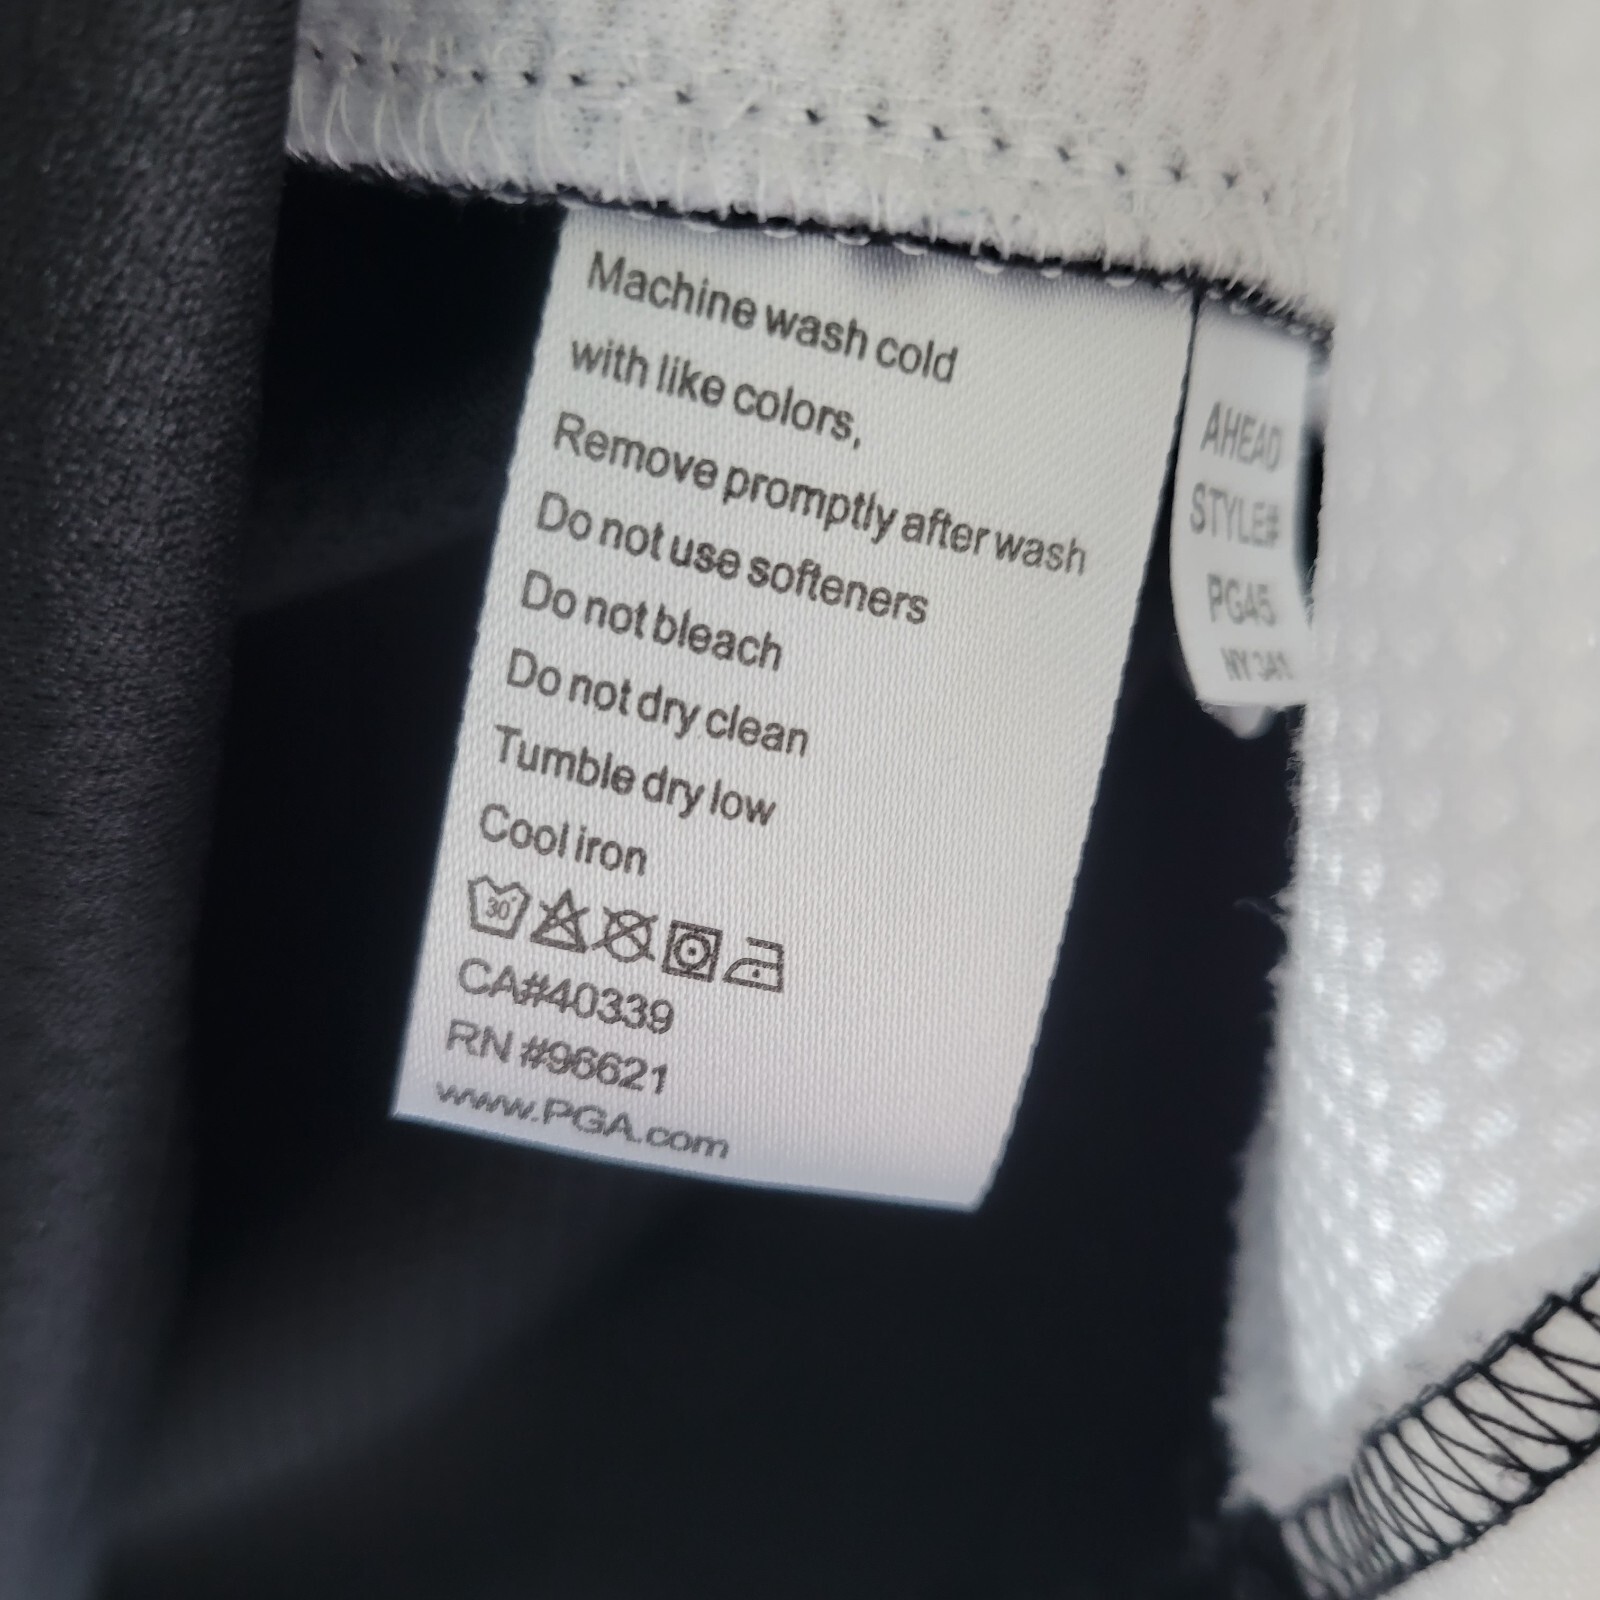 Machine wash cold
with like colors,
Remove promptly after wash
Do not use softeners
Do not bleach
Do not dry clean
Tumble dry low
Cool iron
30°
CA#40339
RN #96621
www.PGA.com
AHEAD
STYLE#
PG45